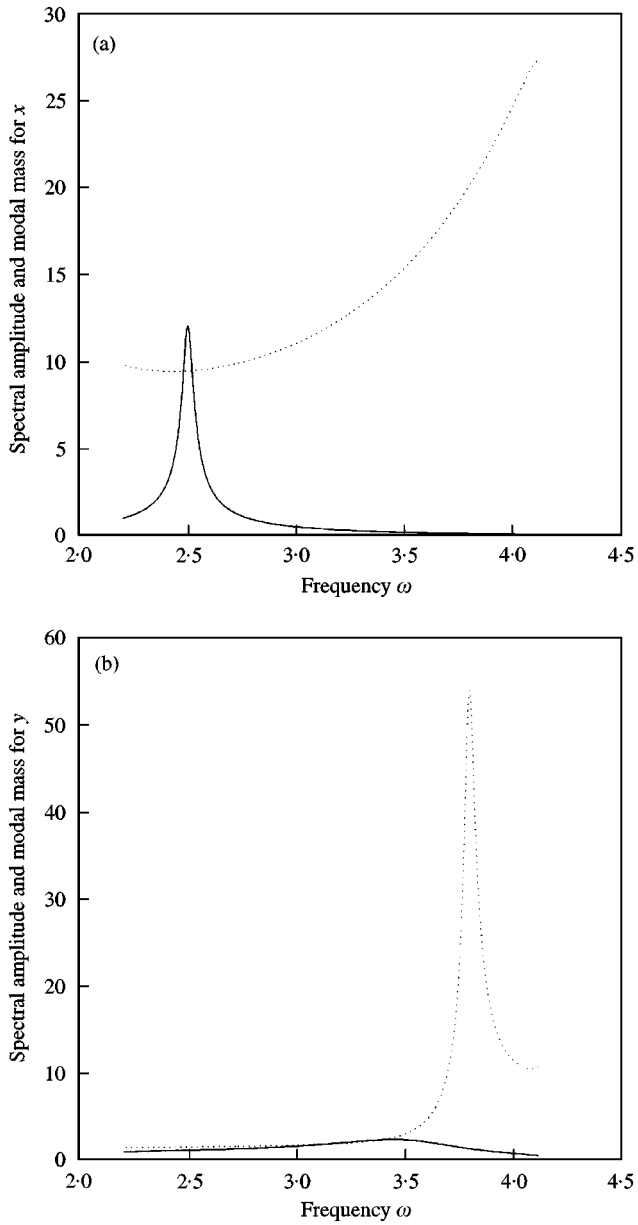 (a)
30
25
20
15
10
5
0
Spectral amplitude and modal mass for x
2·0 2·5 3·0 3·5 4·0 4·5
Frequency ω
(b)
60
50
40
30
20
10
0
Spectral amplitude and modal mass for y
2·0 2·5 3·0 3·5 4·0 4·5
Frequency ω